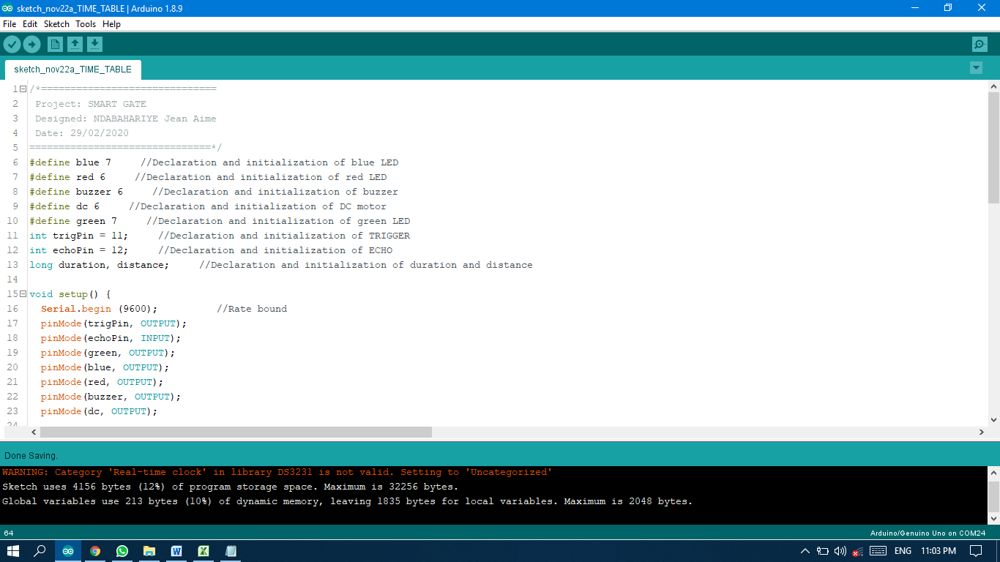 sketch_nov22a_TIME_TABLE | Arduino 1.8.9
File Edit Sketch Tools Help
sketch_nov22a_TIME_TABLE
1 /*==============================
2 Project: SMART GATE
3 Designed: NDABAHARIYE Jean Aime
4 Date: 29/02/2020
5 ===============================*/
6 #define blue 7     //Declaration and initialization of blue LED
7 #define red 6     //Declaration and initialization of red LED
8 #define buzzer 6     //Declaration and initialization of buzzer
9 #define dc 6     //Declaration and initialization of DC motor
10 #define green 7     //Declaration and initialization of green LED
11 int trigPin = 11;     //Declaration and initialization of TRIGGER
12 int echoPin = 12;     //Declaration and initialization of ECHO
13 long duration, distance;     //Declaration and initialization of duration and distance
14
15 void setup() {
16   Serial.begin (9600);          //Rate bound
17   pinMode(trigPin, OUTPUT);
18   pinMode(echoPin, INPUT);
19   pinMode(green, OUTPUT);
20   pinMode(blue, OUTPUT);
21   pinMode(red, OUTPUT);
22   pinMode(buzzer, OUTPUT);
23   pinMode(dc, OUTPUT);
24
Done Saving.
WARNING: Category 'Real-time clock' in library DS3231 is not valid. Setting to 'Uncategorized'
Sketch uses 4156 bytes (12%) of program storage space. Maximum is 32256 bytes.
Global variables use 213 bytes (10%) of dynamic memory, leaving 1835 bytes for local variables. Maximum is 2048 bytes.
64 Arduino/Genuino Uno on COM24
ENG 11:03 PM